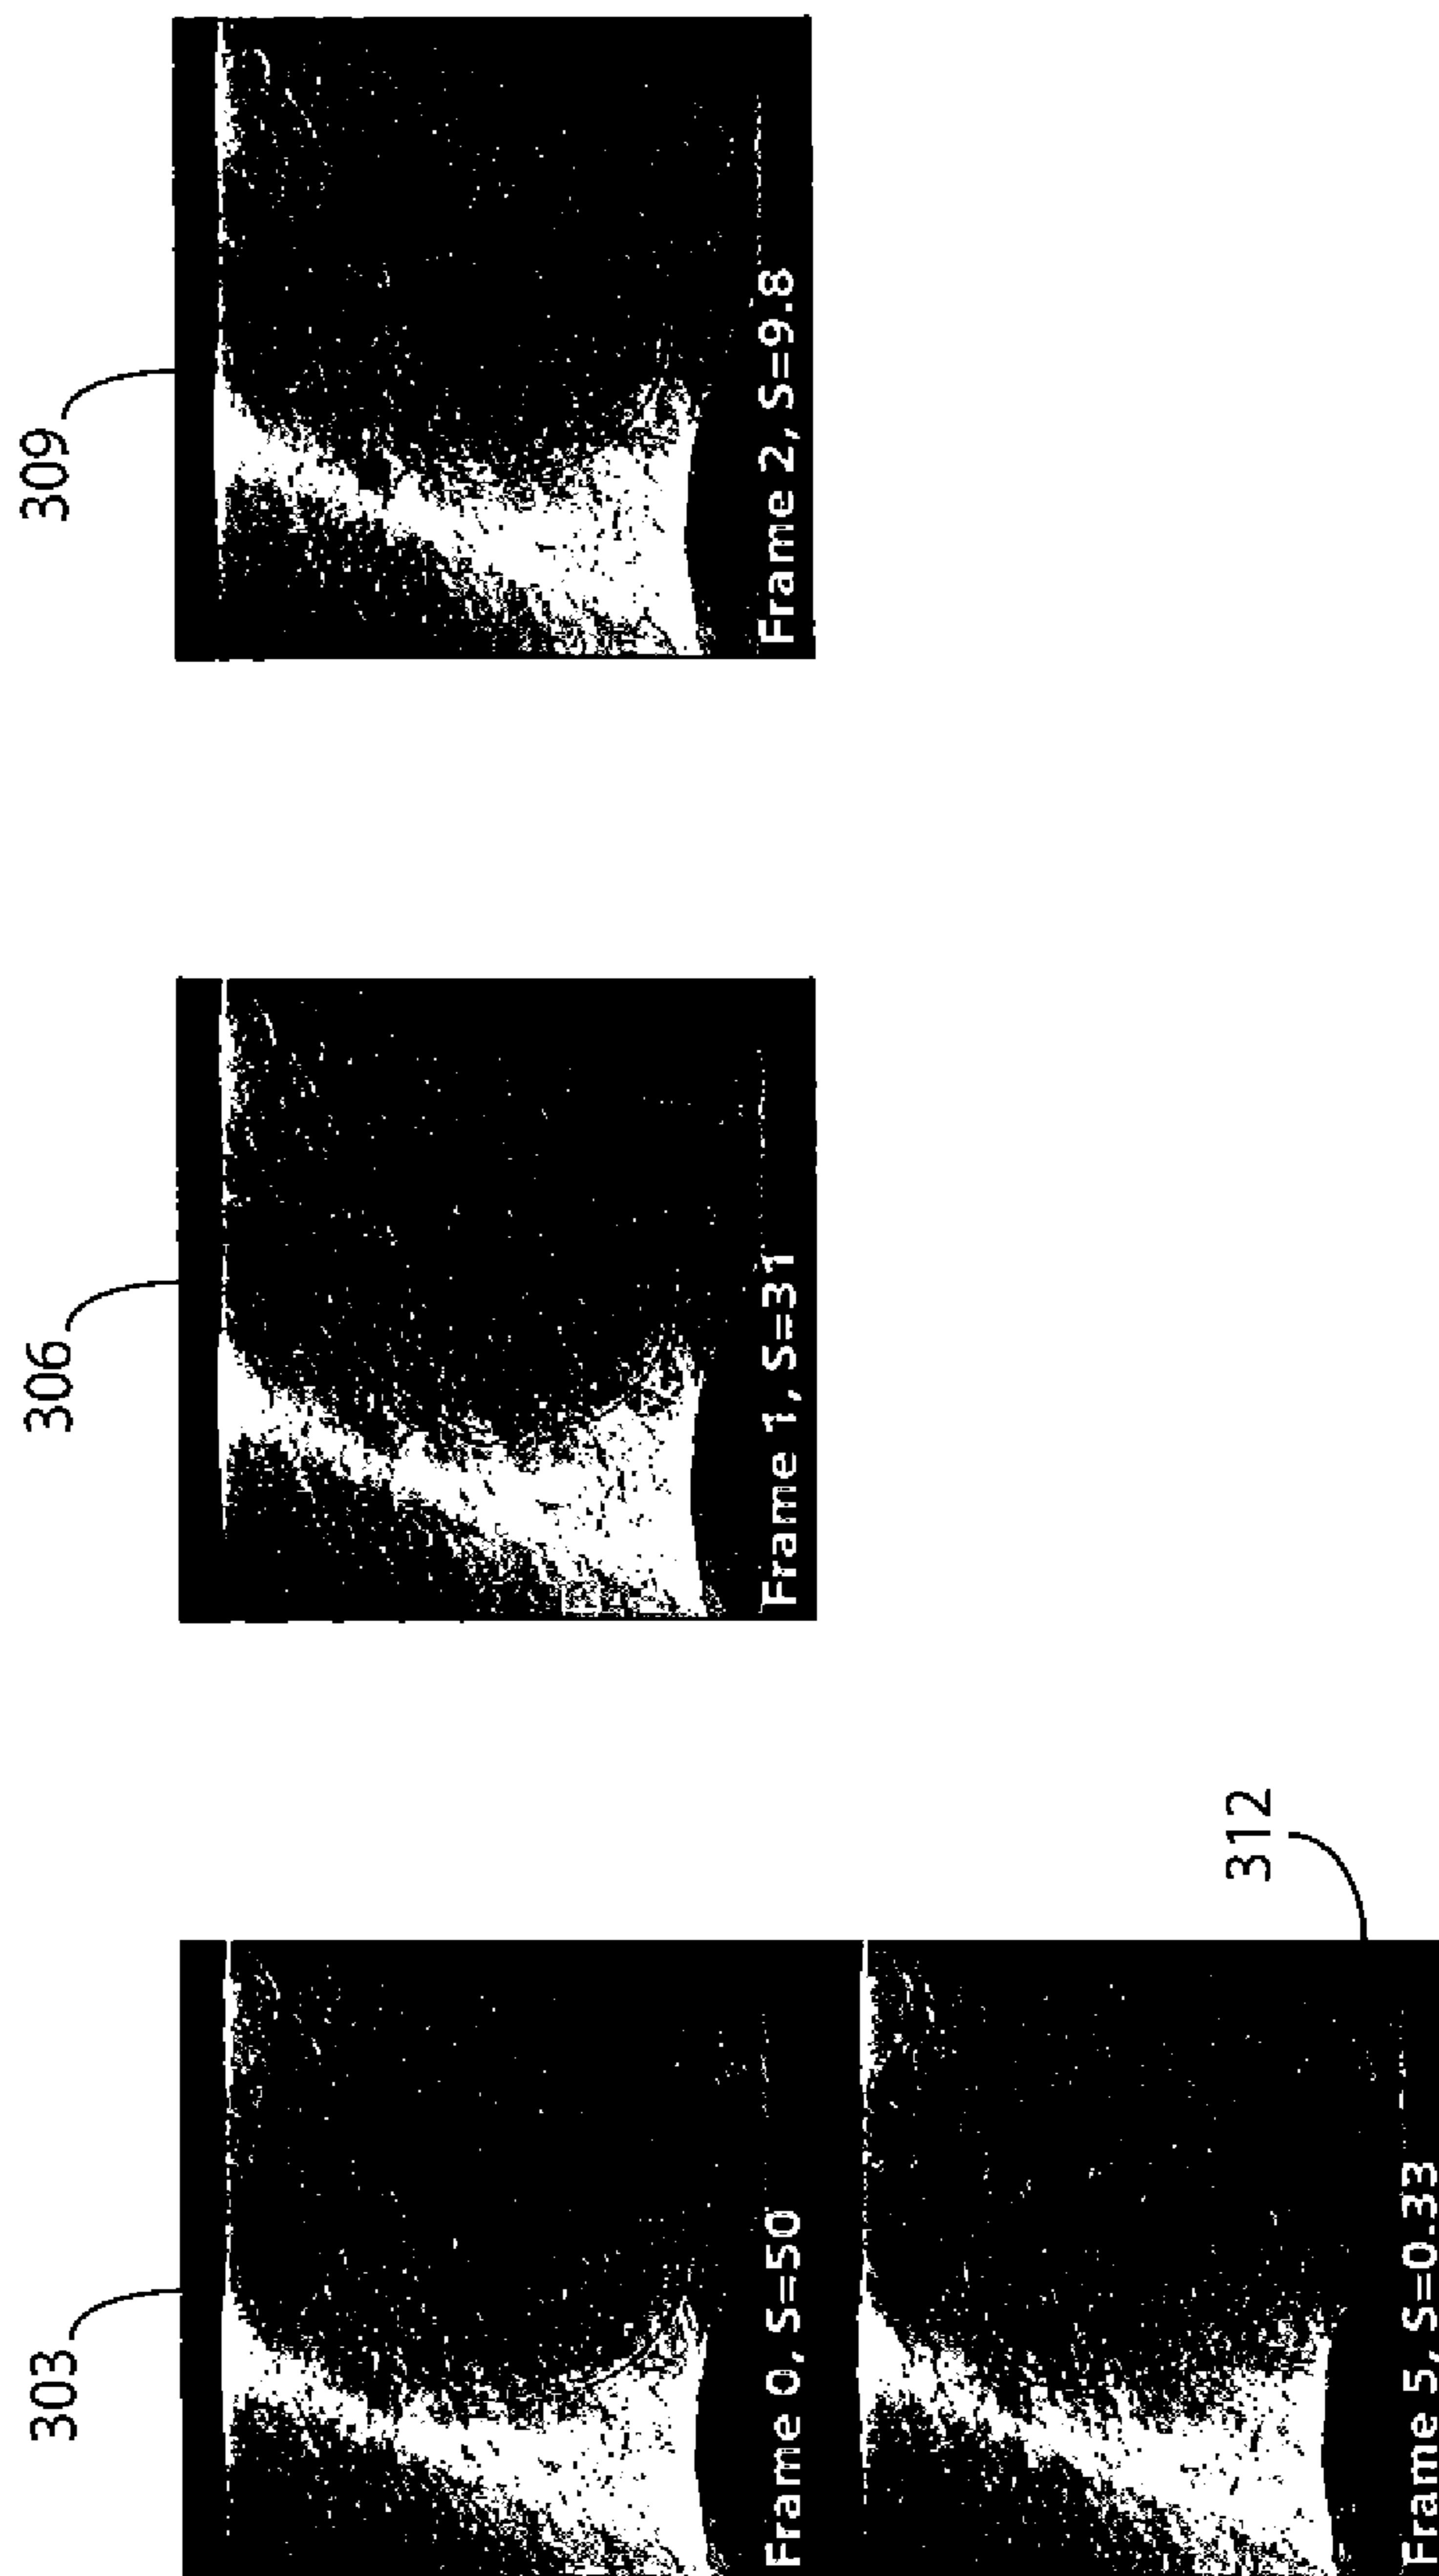 303
306
309
Frame 0, S=50
Frame 1, S=31
Frame 2, S=9.8
312
Frame 5, S=0.33